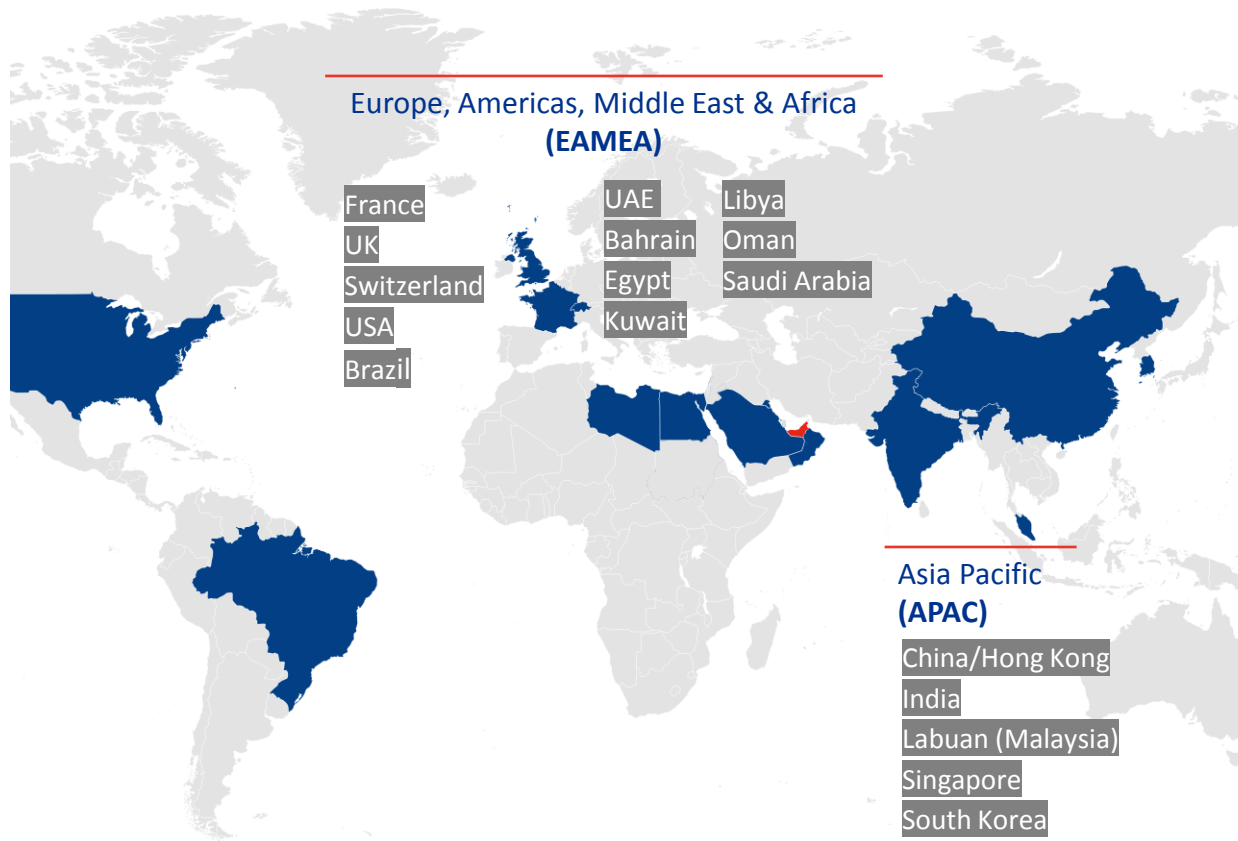 Europe, Americas, Middle East & Africa
(EAMEA)
France
UK
Switzerland
USA
Brazil
UAE
Bahrain
Egypt
Kuwait
Libya
Oman
Saudi Arabia
Asia Pacific
(APAC)
China/Hong Kong
India
Labuan (Malaysia)
Singapore
South Korea